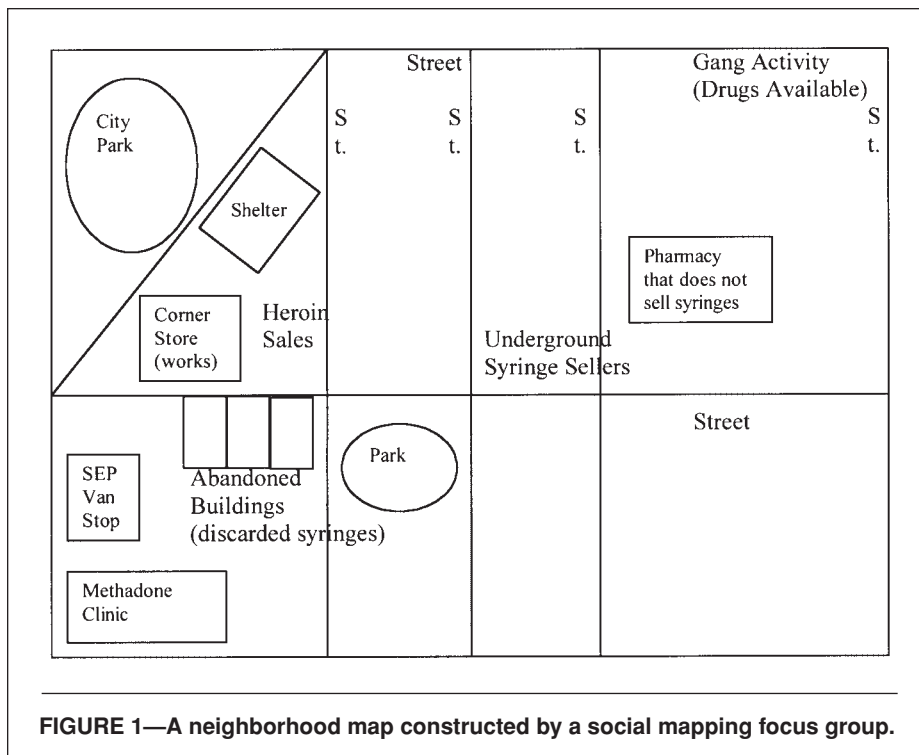 Street
Gang Activity
(Drugs Available)
City
Park
S
t.
S
t.
S
t.
S
t.
Shelter
Pharmacy
that does not
sell syringes
Corner
Store
(works)
Heroin
Sales
Underground
Syringe Sellers
Street
Park
SEP
Van
Stop
Abandoned
Buildings
(discarded syringes)
Methadone
Clinic
FIGURE 1—A neighborhood map constructed by a social mapping focus group.